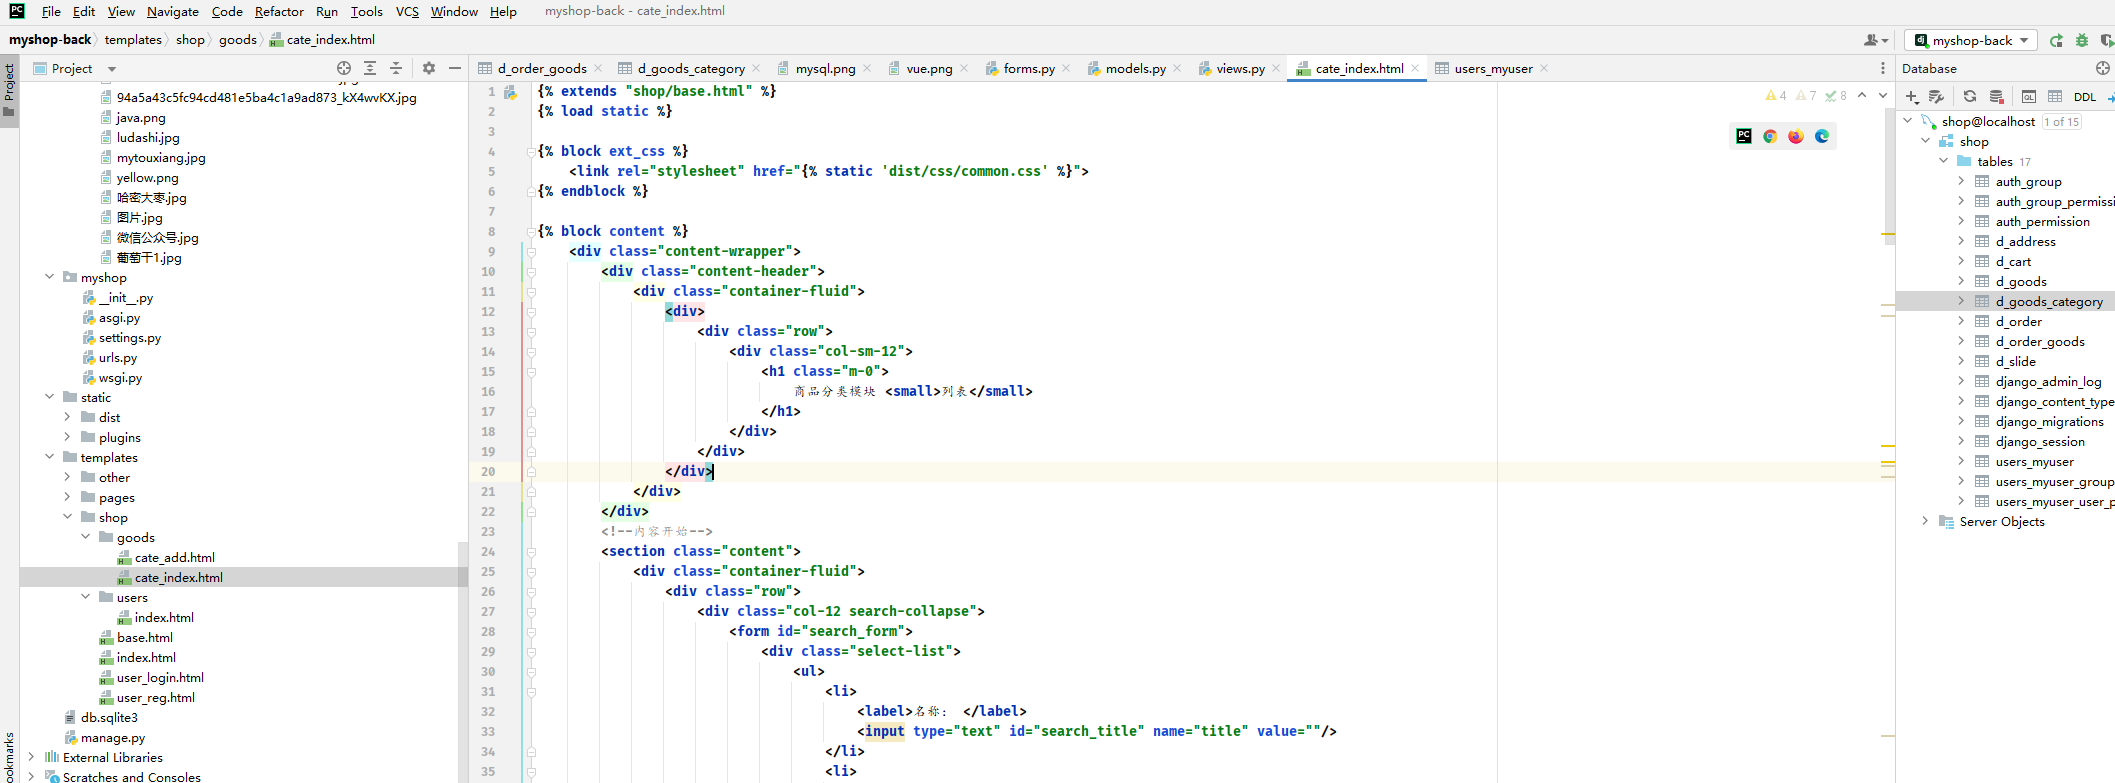 PC File Edit View Navigate Code Refactor Run Tools VCS Window Help myshop-back - cate_index.html
myshop-back templates shop goods cate_index.html
dj myshop-back
Project
Project
94a5a43c5fc94cd481e5ba4c1a9ad873_kX4wvKX.jpg
java.png
ludashi.jpg
mytouxiang.jpg
yellow.png
哈密大枣.jpg
图片.jpg
微信公众号.jpg
葡萄干1.jpg
myshop
__init__.py
asgi.py
settings.py
urls.py
wsgi.py
static
dist
plugins
templates
other
pages
shop
goods
cate_add.html
cate_index.html
users
index.html
base.html
index.html
user_login.html
user_reg.html
db.sqlite3
manage.py
External Libraries
Scratches and Consoles
ookmarks
d_order_goods d_goods_category mysql.png vue.png forms.py models.py views.py cate_index.html users_myuser
4 7 8
PC
1 {% extends "shop/base.html" %}
2 {% load static %}
3
4 {% block ext_css %}
5 <link rel="stylesheet" href="{% static 'dist/css/common.css' %}">
6 {% endblock %}
7
8 {% block content %}
9 <div class="content-wrapper">
10 <div class="content-header">
11 <div class="container-fluid">
12 <div>
13 <div class="row">
14 <div class="col-sm-12">
15 <h1 class="m-0">
16 商品分类模块 <small>列表</small>
17 </h1>
18 </div>
19 </div>
20 </div>
21 </div>
22 </div>
23 <!--内容开始-->
24 <section class="content">
25 <div class="container-fluid">
26 <div class="row">
27 <div class="col-12 search-collapse">
28 <form id="search_form">
29 <div class="select-list">
30 <ul>
31 <li>
32 <label>名称： </label>
33 <input type="text" id="search_title" name="title" value=""/>
34 </li>
35 <li>
Database
QL DDL
shop@localhost 1 of 15
shop
tables 17
auth_group
auth_group_permissi
auth_permission
d_address
d_cart
d_goods
d_goods_category
d_order
d_order_goods
d_slide
django_admin_log
django_content_type
django_migrations
django_session
users_myuser
users_myuser_group
users_myuser_user_p
Server Objects